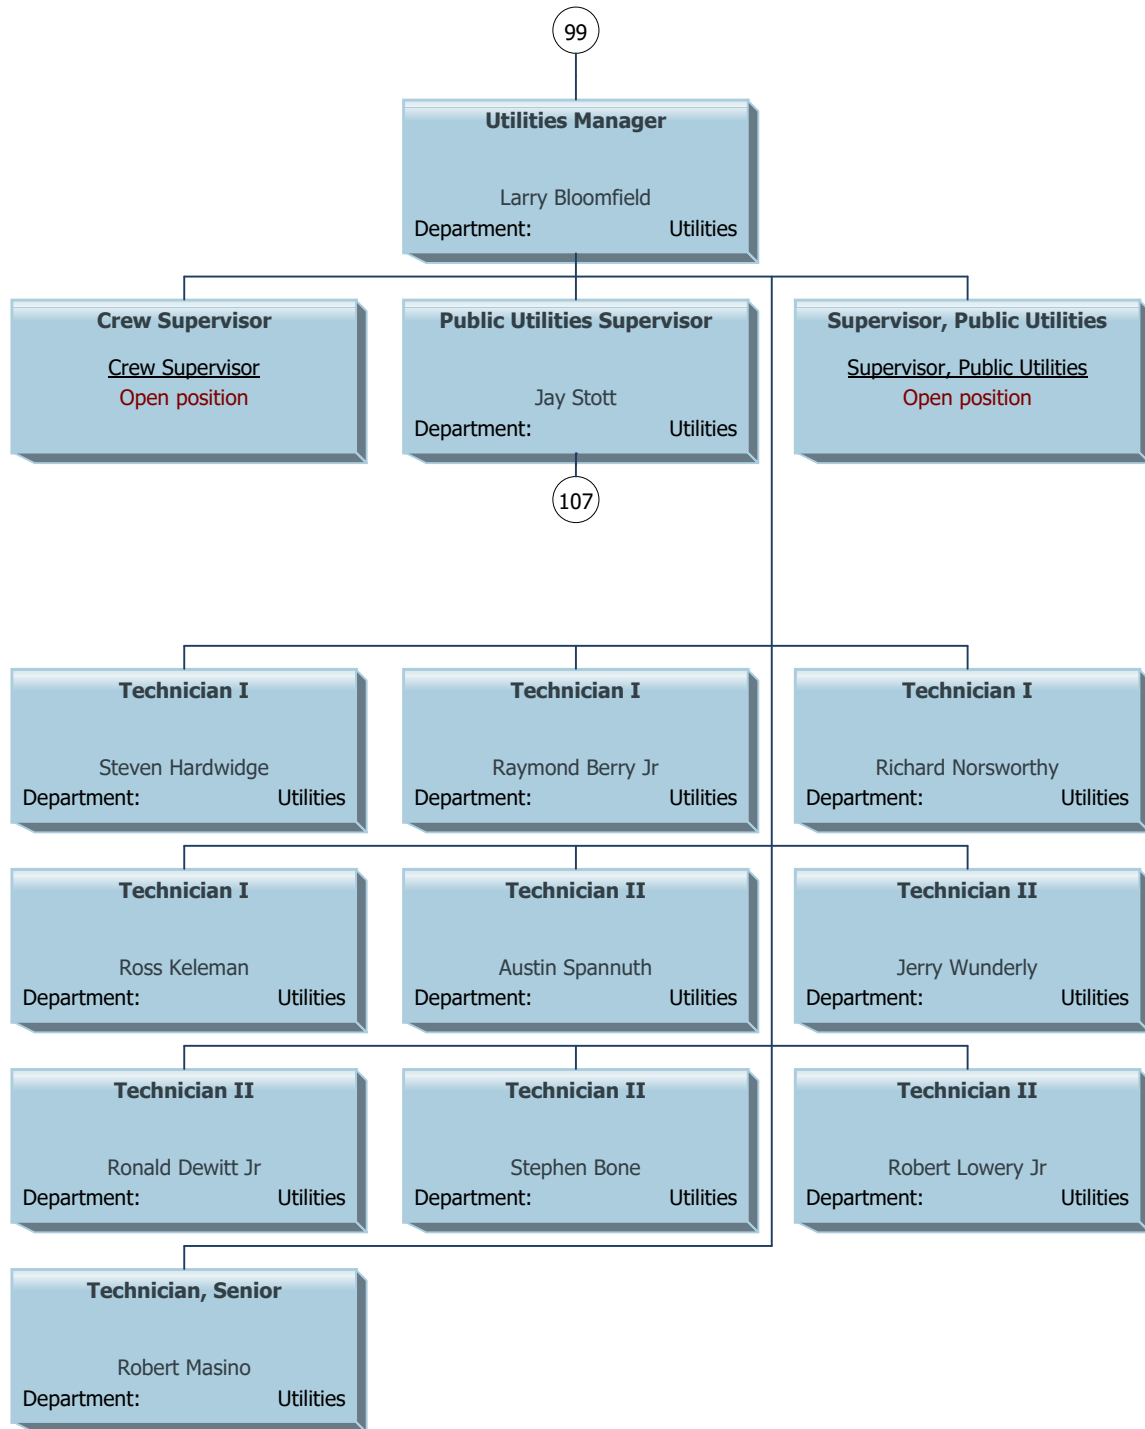 99
Utilities Manager
Larry Bloomfield
Department: Utilities
Crew Supervisor
Crew Supervisor
Open position
Public Utilities Supervisor
Jay Stott
Department: Utilities
107
Supervisor, Public Utilities
Supervisor, Public Utilities
Open position
Technician I
Steven Hardwidge
Department: Utilities
Technician I
Raymond Berry Jr
Department: Utilities
Technician I
Richard Norsworthy
Department: Utilities
Technician I
Ross Keleman
Department: Utilities
Technician II
Austin Spannuth
Department: Utilities
Technician II
Jerry Wunderly
Department: Utilities
Technician II
Ronald Dewitt Jr
Department: Utilities
Technician II
Stephen Bone
Department: Utilities
Technician II
Robert Lowery Jr
Department: Utilities
Technician, Senior
Robert Masino
Department: Utilities